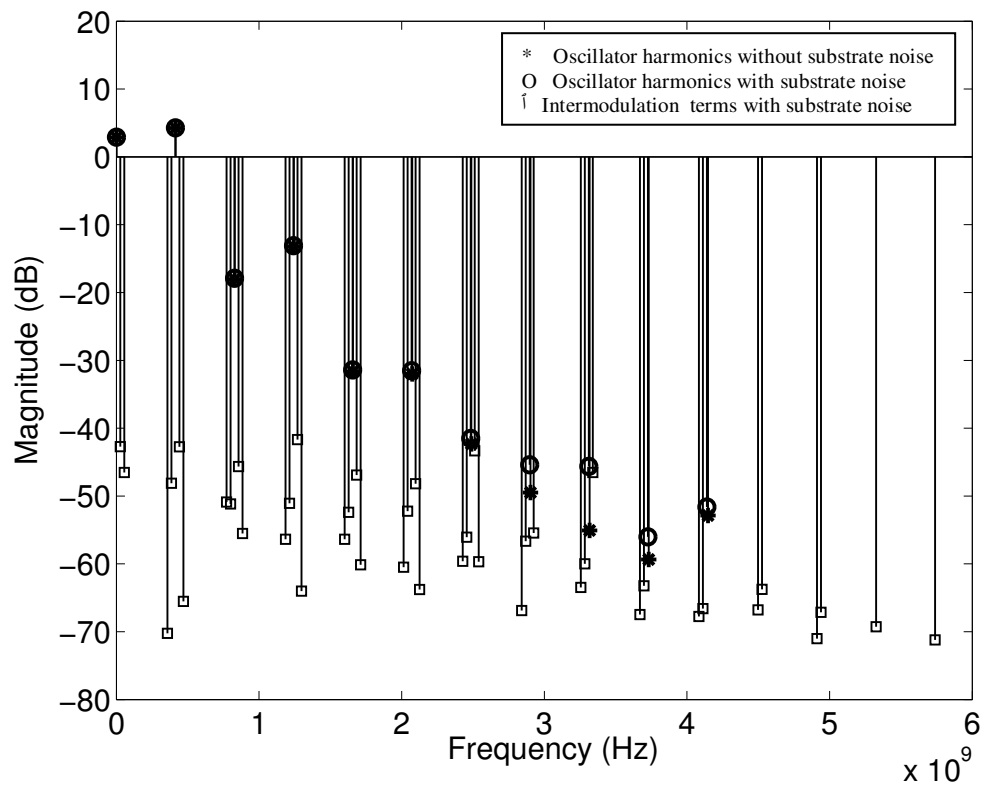 20
10
0
−10
−20
−30
−40
−50
−60
−70
−80
Magnitude (dB)
* Oscillator harmonics without substrate noise
O Oscillator harmonics with substrate noise
Intermodulation terms with substrate noise
0 1 2 3 4 5 6
Frequency (Hz)
x 10^9